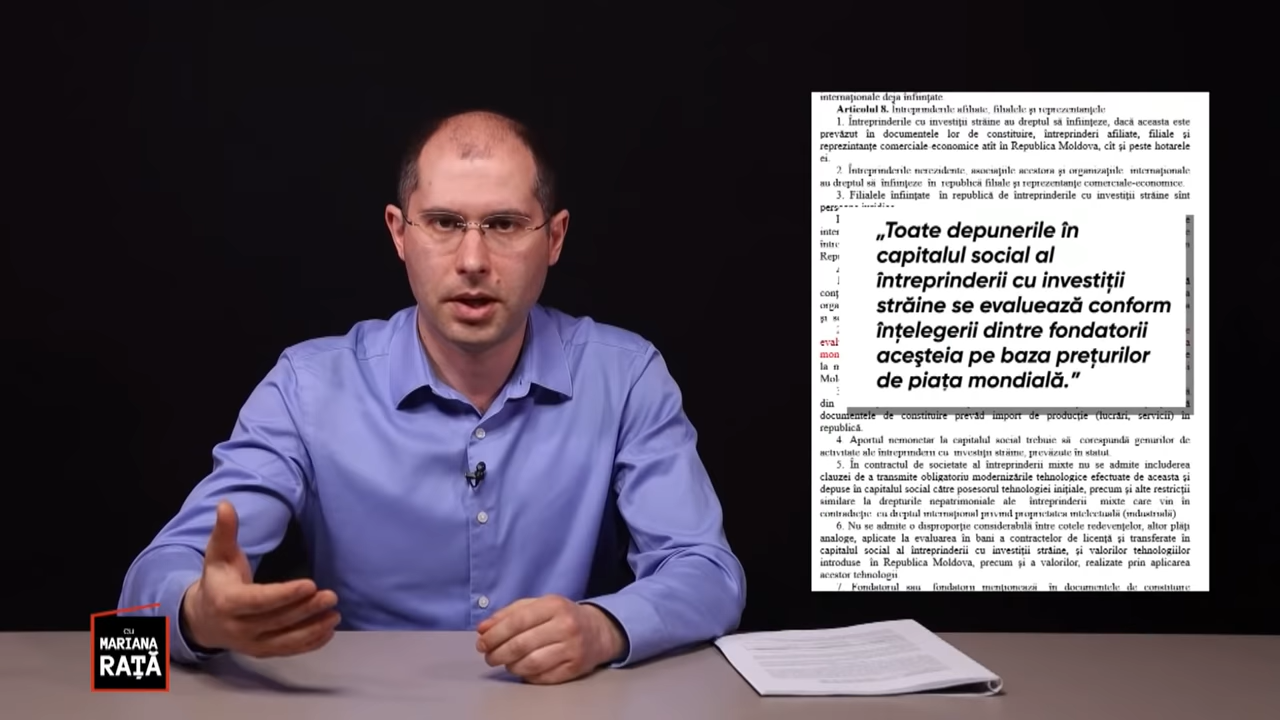 internaționale deja înființate.
Articolul 8. Întreprinderile afiliate, filialele și reprezentanțele
1. Întreprinderile cu investiții străine au dreptul să înființeze, dacă aceasta este
prevăzut în documentele lor de constituire, întreprinderi afiliate, filiale și
reprezentanțe comerciale-economice atît în Republica Moldova, cît și peste hotarele
ei.
2. Întreprinderile nerezidente, asociațiile acestora și organizațiile internaționale
au dreptul să înființeze în republică filiale și reprezentanțe comerciale-economice.
3. Filialele înființate în republică de întreprinderile cu investiții străine sînt
„Toate depunerile în
capitalul social al
întreprinderii cu investiții
străine se evaluează conform
înțelegerii dintre fondatorii
aceşteia pe baza prețurilor
de piața mondială.”
din
documentele de constituire prevăd import de producție (lucrări, servicii) în
republică.
4. Aportul nemonetar la capitalul social trebuie să corespundă genurilor de
activitate ale întreprinderii cu investiții străine, prevăzute în statut.
5. În contractul de societate al întreprinderii mixte nu se admite includerea
clauzei de a transmite obligatoriu modernizările tehnologice efectuate de aceasta și
depuse în capitalul social către posesorul tehnologiei inițiale, precum și alte restricții
similare la drepturile nepatrimoniale ale întreprinderii mixte care vin în
contradicție cu dreptul internațional privind proprietatea intelectuală (industrială)
6. Nu se admite o disproporție considerabilă între cotele redevențelor, altor plăți
analoge, aplicate la evaluarea în bani a contractelor de licență și transferate în
capitalul social al întreprinderii cu investiții străine, și valorilor tehnologiilor
introduse în Republica Moldova, precum și a valorilor, realizate prin aplicarea
acestor tehnologii
7. Fondatorul sau fondatorii menționează în documentele de constituire
CU
MARIANA
RAȚĂ